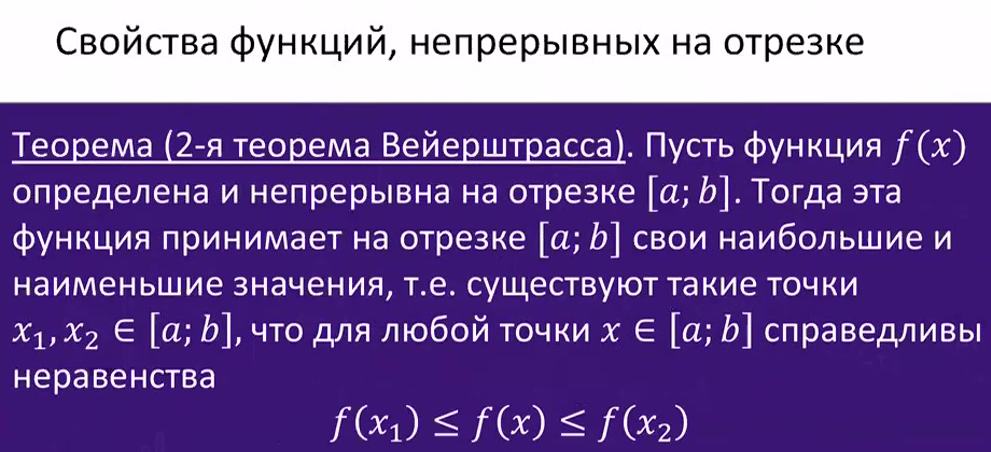 Свойства функций, непрерывных на отрезке
Теорема (2-я теорема Вейерштрасса). Пусть функция f(x)
определена и непрерывна на отрезке [a; b]. Тогда эта
функция принимает на отрезке [a; b] свои наибольшие и
наименьшие значения, т.е. существуют такие точки
x₁, x₂ ∈ [a; b], что для любой точки x ∈ [a; b] справедливы
неравенства
f(x₁) ≤ f(x) ≤ f(x₂)